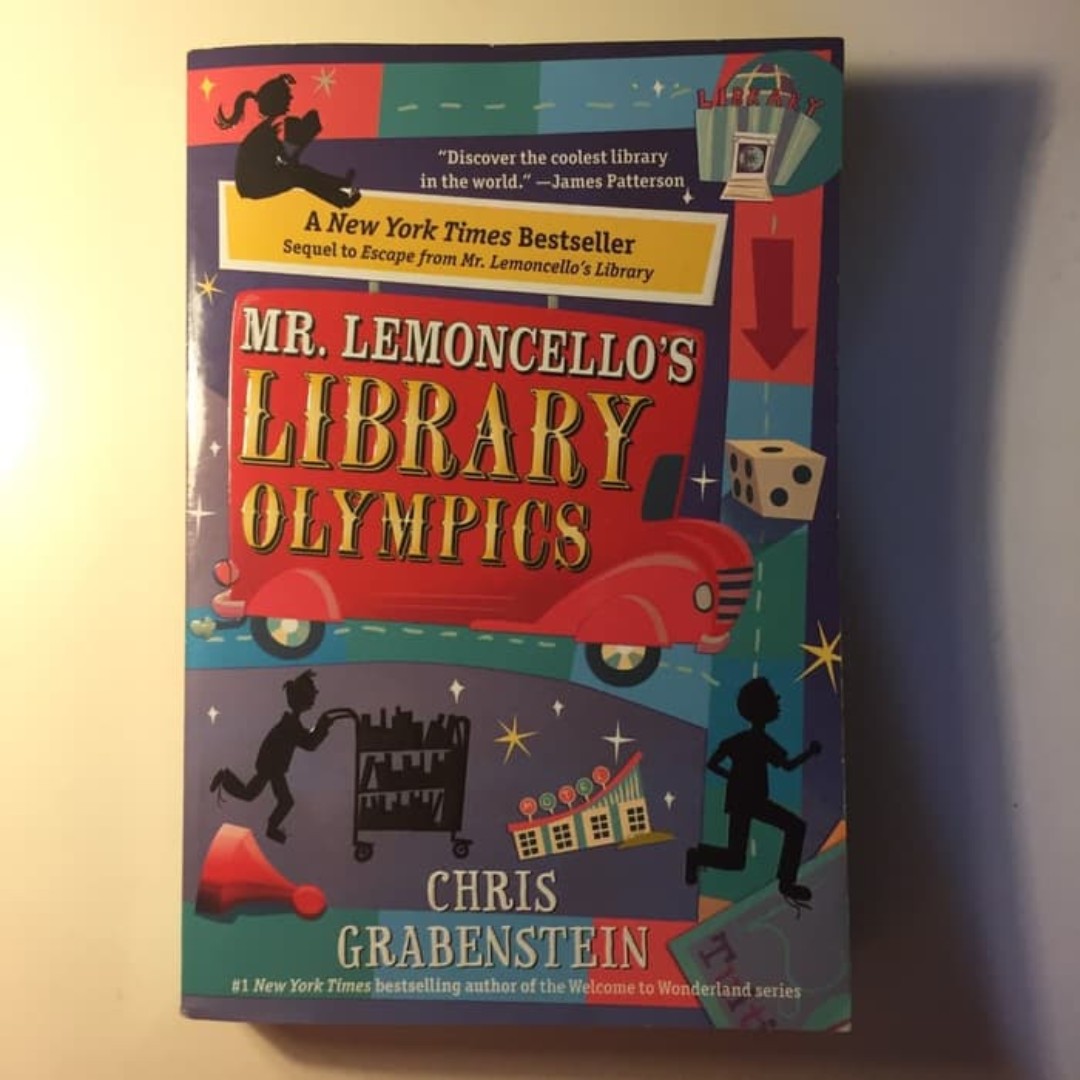 LIBRARY
“Discover the coolest library
in the world.” —James Patterson
A New York Times Bestseller
Sequel to Escape from Mr. Lemoncello’s Library
MR. LEMONCELLO’S
LIBRARY
OLYMPICS
MOTEL
CHRIS
GRABENSTEIN
#1 New York Times bestselling author of the Welcome to Wonderland series